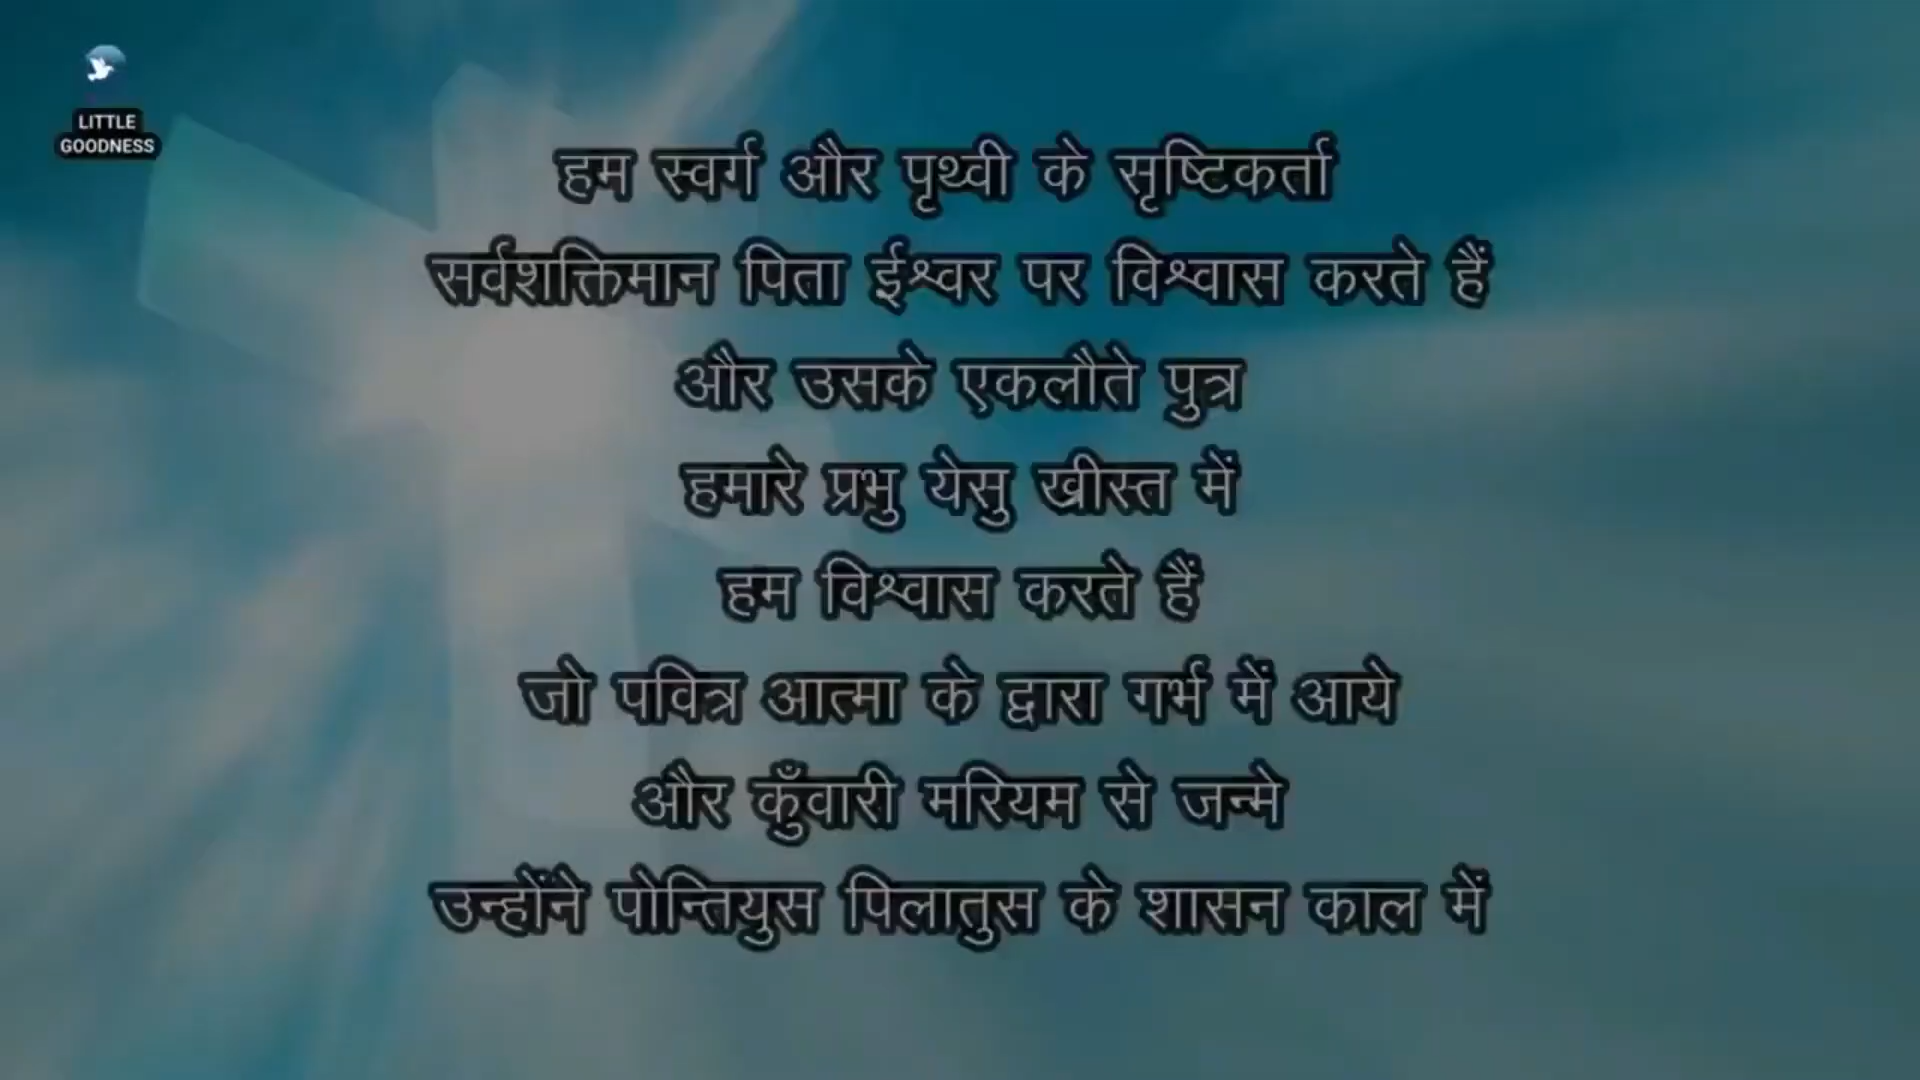 LITTLE
GOODNESS
हम स्वर्ग और पृथ्वी के सृष्टिकर्ता
सर्वशक्तिमान पिता ईश्वर पर विश्वास करते हैं
और उसके एकलौते पुत्र
हमारे प्रभु येसु ख्रीस्त में
हम विश्वास करते हैं
जो पवित्र आत्मा के द्वारा गर्भ में आये
और कुँवारी मरियम से जन्मे
उन्होंने पोन्तियुस पिलातुस के शासन काल में